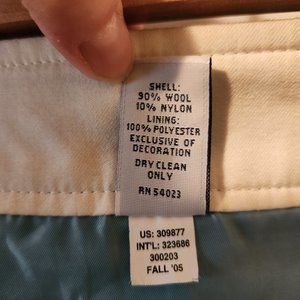 SHELL:
90% WOOL
10% NYLON
LINING:
100% POLYESTER
EXCLUSIVE OF
DECORATION
DRY CLEAN
ONLY
RN 54023
US: 309877
INT'L: 323686
300203
FALL '05